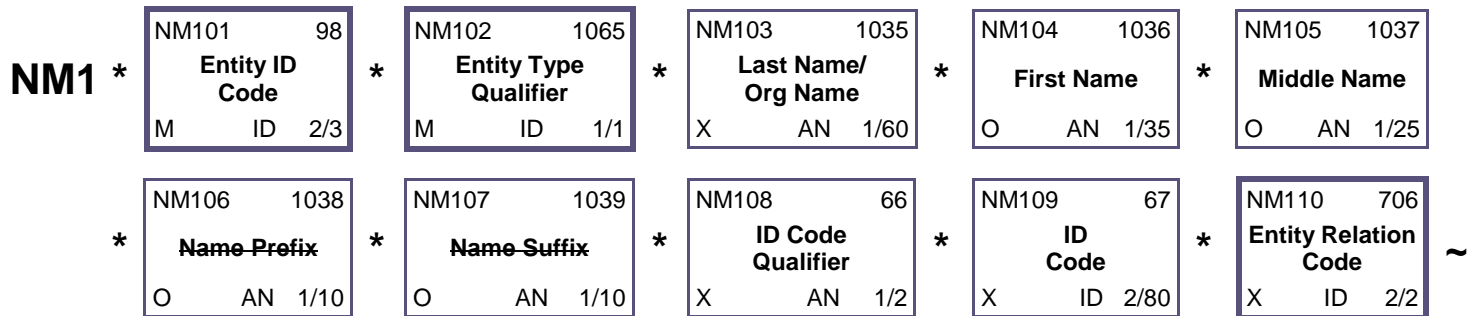 NM101 98 NM102 1065 NM103 1035 NM104 1036 NM105 1037
NM1 * Entity ID * Entity Type * Last Name/ * First Name * Middle Name
Code Qualifier Org Name
M ID 2/3 M ID 1/1 X AN 1/60 O AN 1/35 O AN 1/25
NM106 1038 NM107 1039 NM108 66 NM109 67 NM110 706
* Name Prefix * Name Suffix * ID Code * ID * Entity Relation ~
Qualifier Code Code
O AN 1/10 O AN 1/10 X AN 1/2 X ID 2/80 X ID 2/2